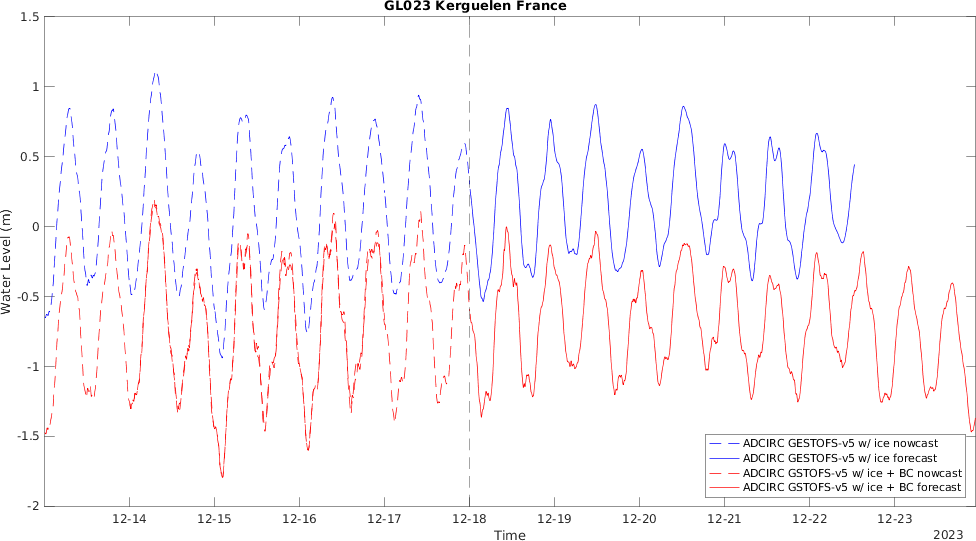 GL023 Kerguelen France
1.5
1
0.5
0
-0.5
-1
-1.5
-2
Water Level (m)
12-14
12-15
12-16
12-17
12-18
12-19
12-20
12-21
12-22
12-23
Time
2023
ADCIRC GESTOFS-v5 w/ ice nowcast
ADCIRC GESTOFS-v5 w/ ice forecast
ADCIRC GSTOFS-v5 w/ ice + BC nowcast
ADCIRC GSTOFS-v5 w/ ice + BC forecast